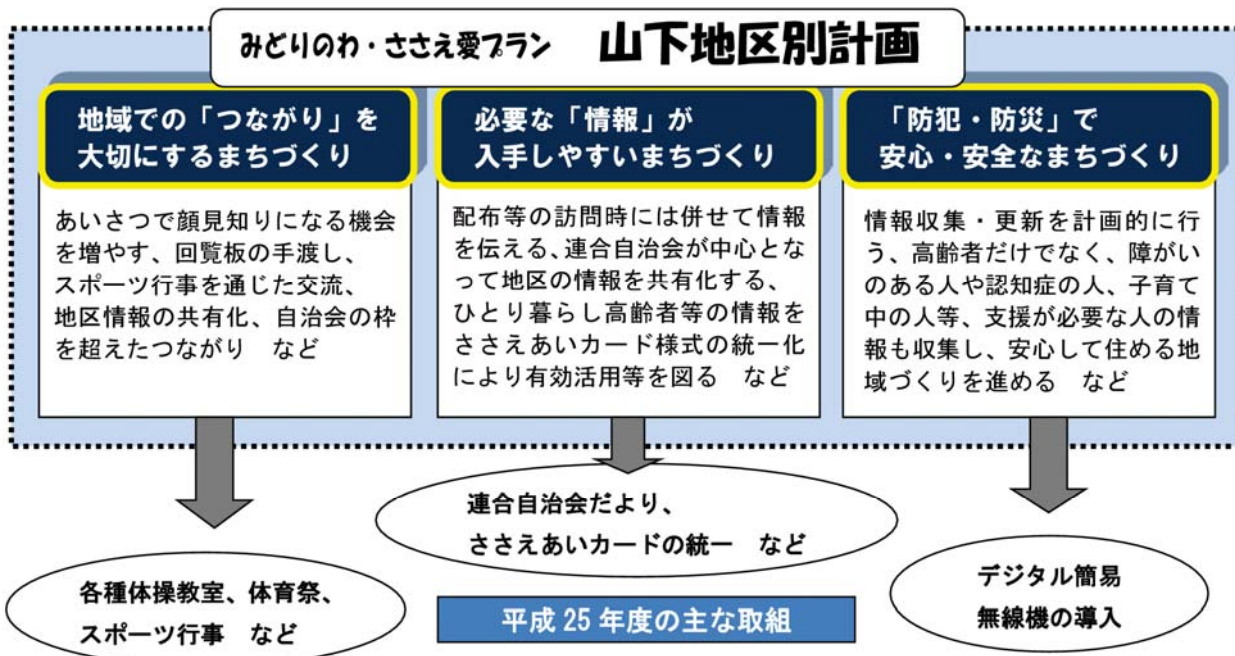 みどりのわ・ささえ愛プラン 山下地区別計画
地域での「つながり」を
大切にするまちづくり
あいさつで顔見知りになる機会
を増やす、回覧板の手渡し、
スポーツ行事を通じた交流、
地区情報の共有化、自治会の枠
を超えたつながり など
必要な「情報」が
入手しやすいまちづくり
配布等の訪問時には併せて情報
を伝える、連合自治会が中心とな
って地区の情報を共有化する、
ひとり暮らし高齢者等の情報を
ささえあいカード様式の統一化
により有効活用等を図る など
「防犯・防災」で
安心・安全なまちづくり
情報収集・更新を計画的に行
う、高齢者だけでなく、障がい
のある人や認知症の人、子育て
中の人等、支援が必要な人の情
報も収集し、安心して住める地
域づくりを進める など
各種体操教室、体育祭、
スポーツ行事 など
連合自治会だより、
ささえあいカードの統一 など
デジタル簡易
無線機の導入
平成 25 年度の主な取組